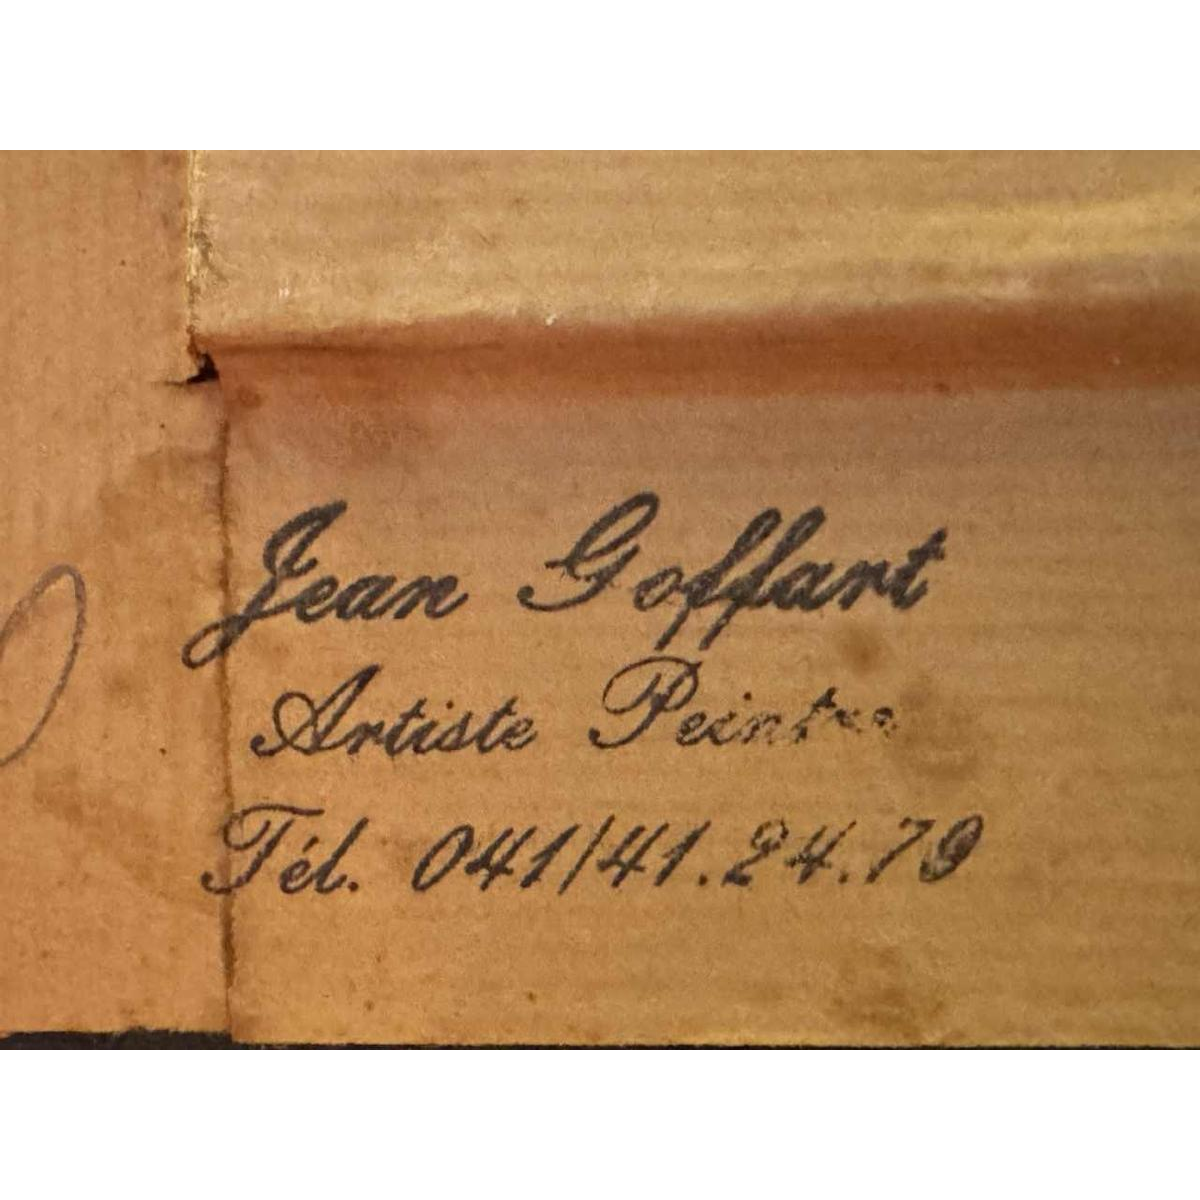 Jean Goffart
Artiste Peintre
Tél. 041/41.24.79